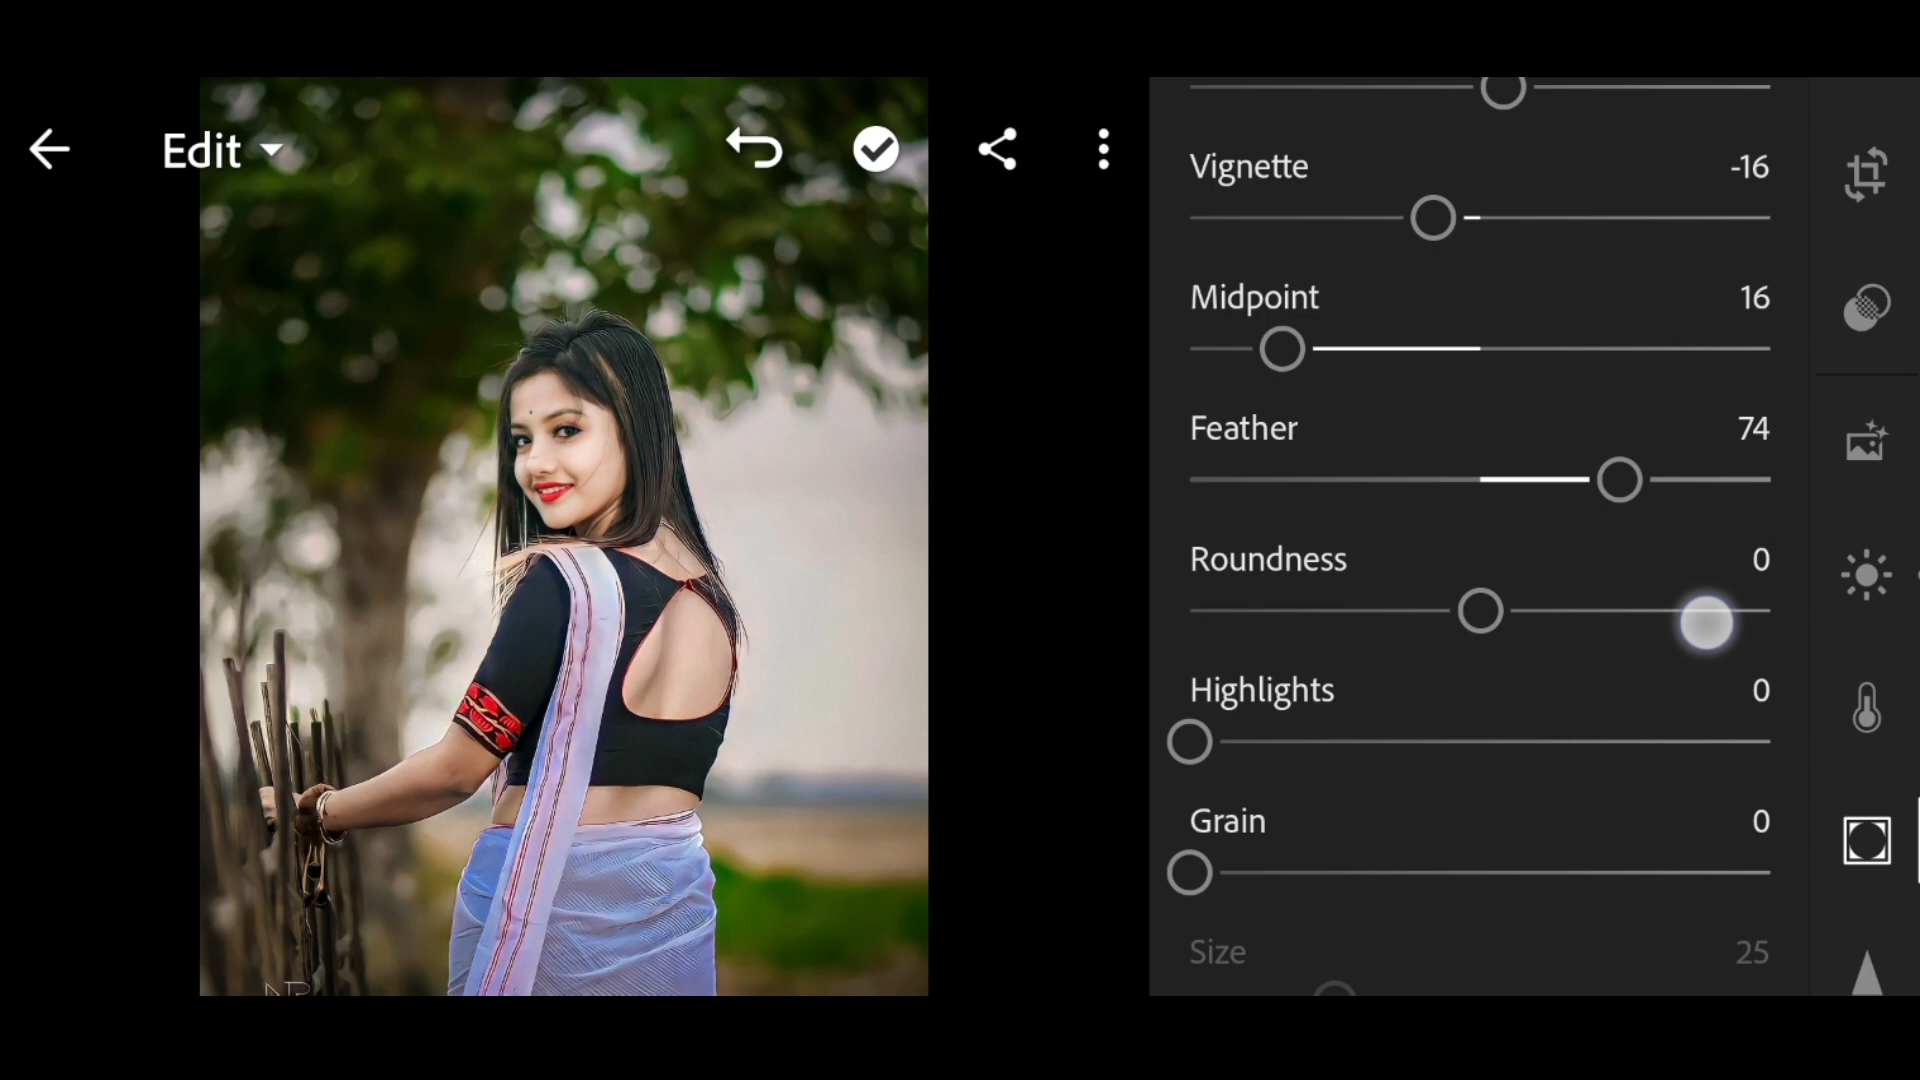 Edit
Vignette -16
Midpoint 16
Feather 74
Roundness 0
Highlights 0
Grain 0
Size 25